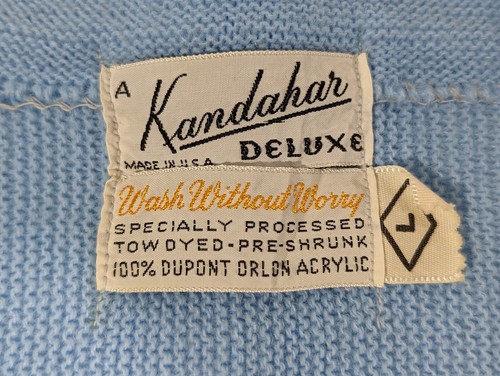 A
Kandahar
DELUXE
MADE IN U.S.A.
Wash Without Worry
SPECIALLY PROCESSED
TOW DYED-PRE-SHRUNK
100% DUPONT ORLON ACRYLIC
L